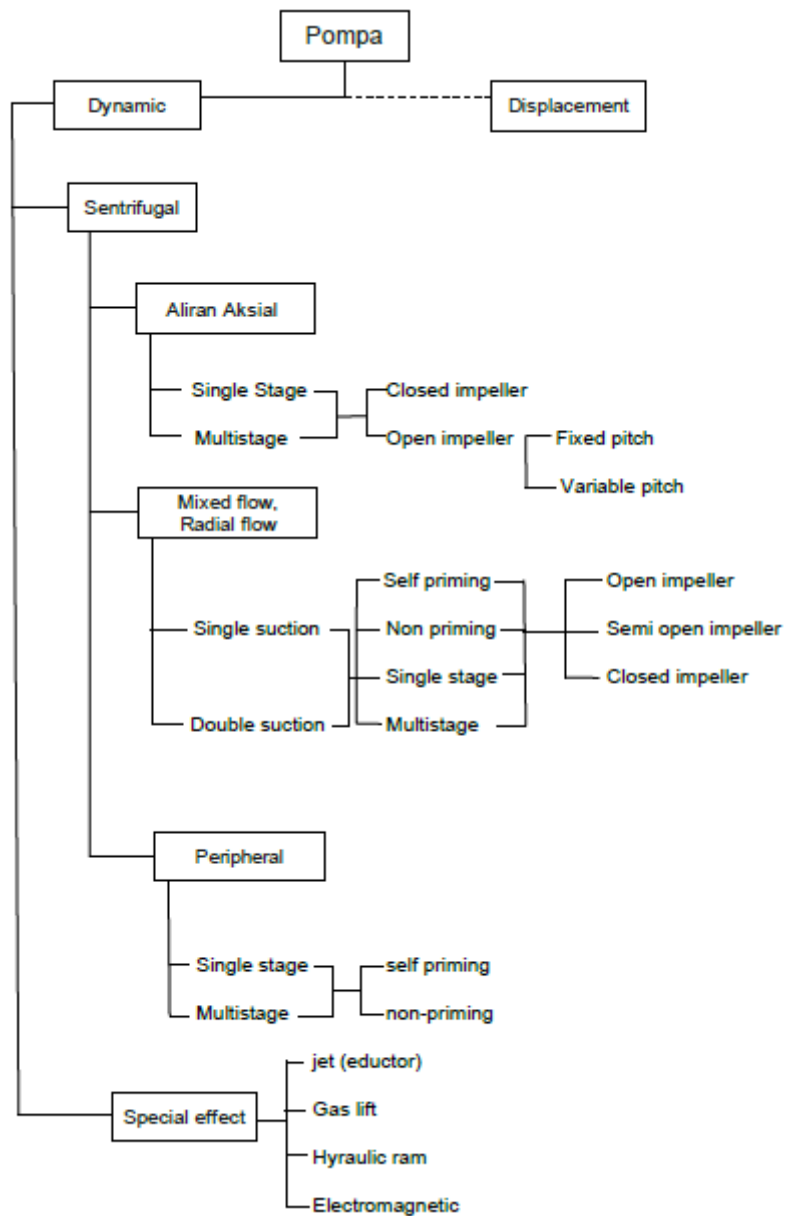 Pompa
Dynamic
Displacement
Sentrifugal
Aliran Aksial
Single Stage
Closed impeller
Multistage
Open impeller
Fixed pitch
Variable pitch
Mixed flow,
Radial flow
Self priming
Open impeller
Single suction
Non priming
Semi open impeller
Single stage
Closed impeller
Double suction
Multistage
Peripheral
Single stage
self priming
Multistage
non-priming
jet (eductor)
Special effect
Gas lift
Hyraulic ram
Electromagnetic